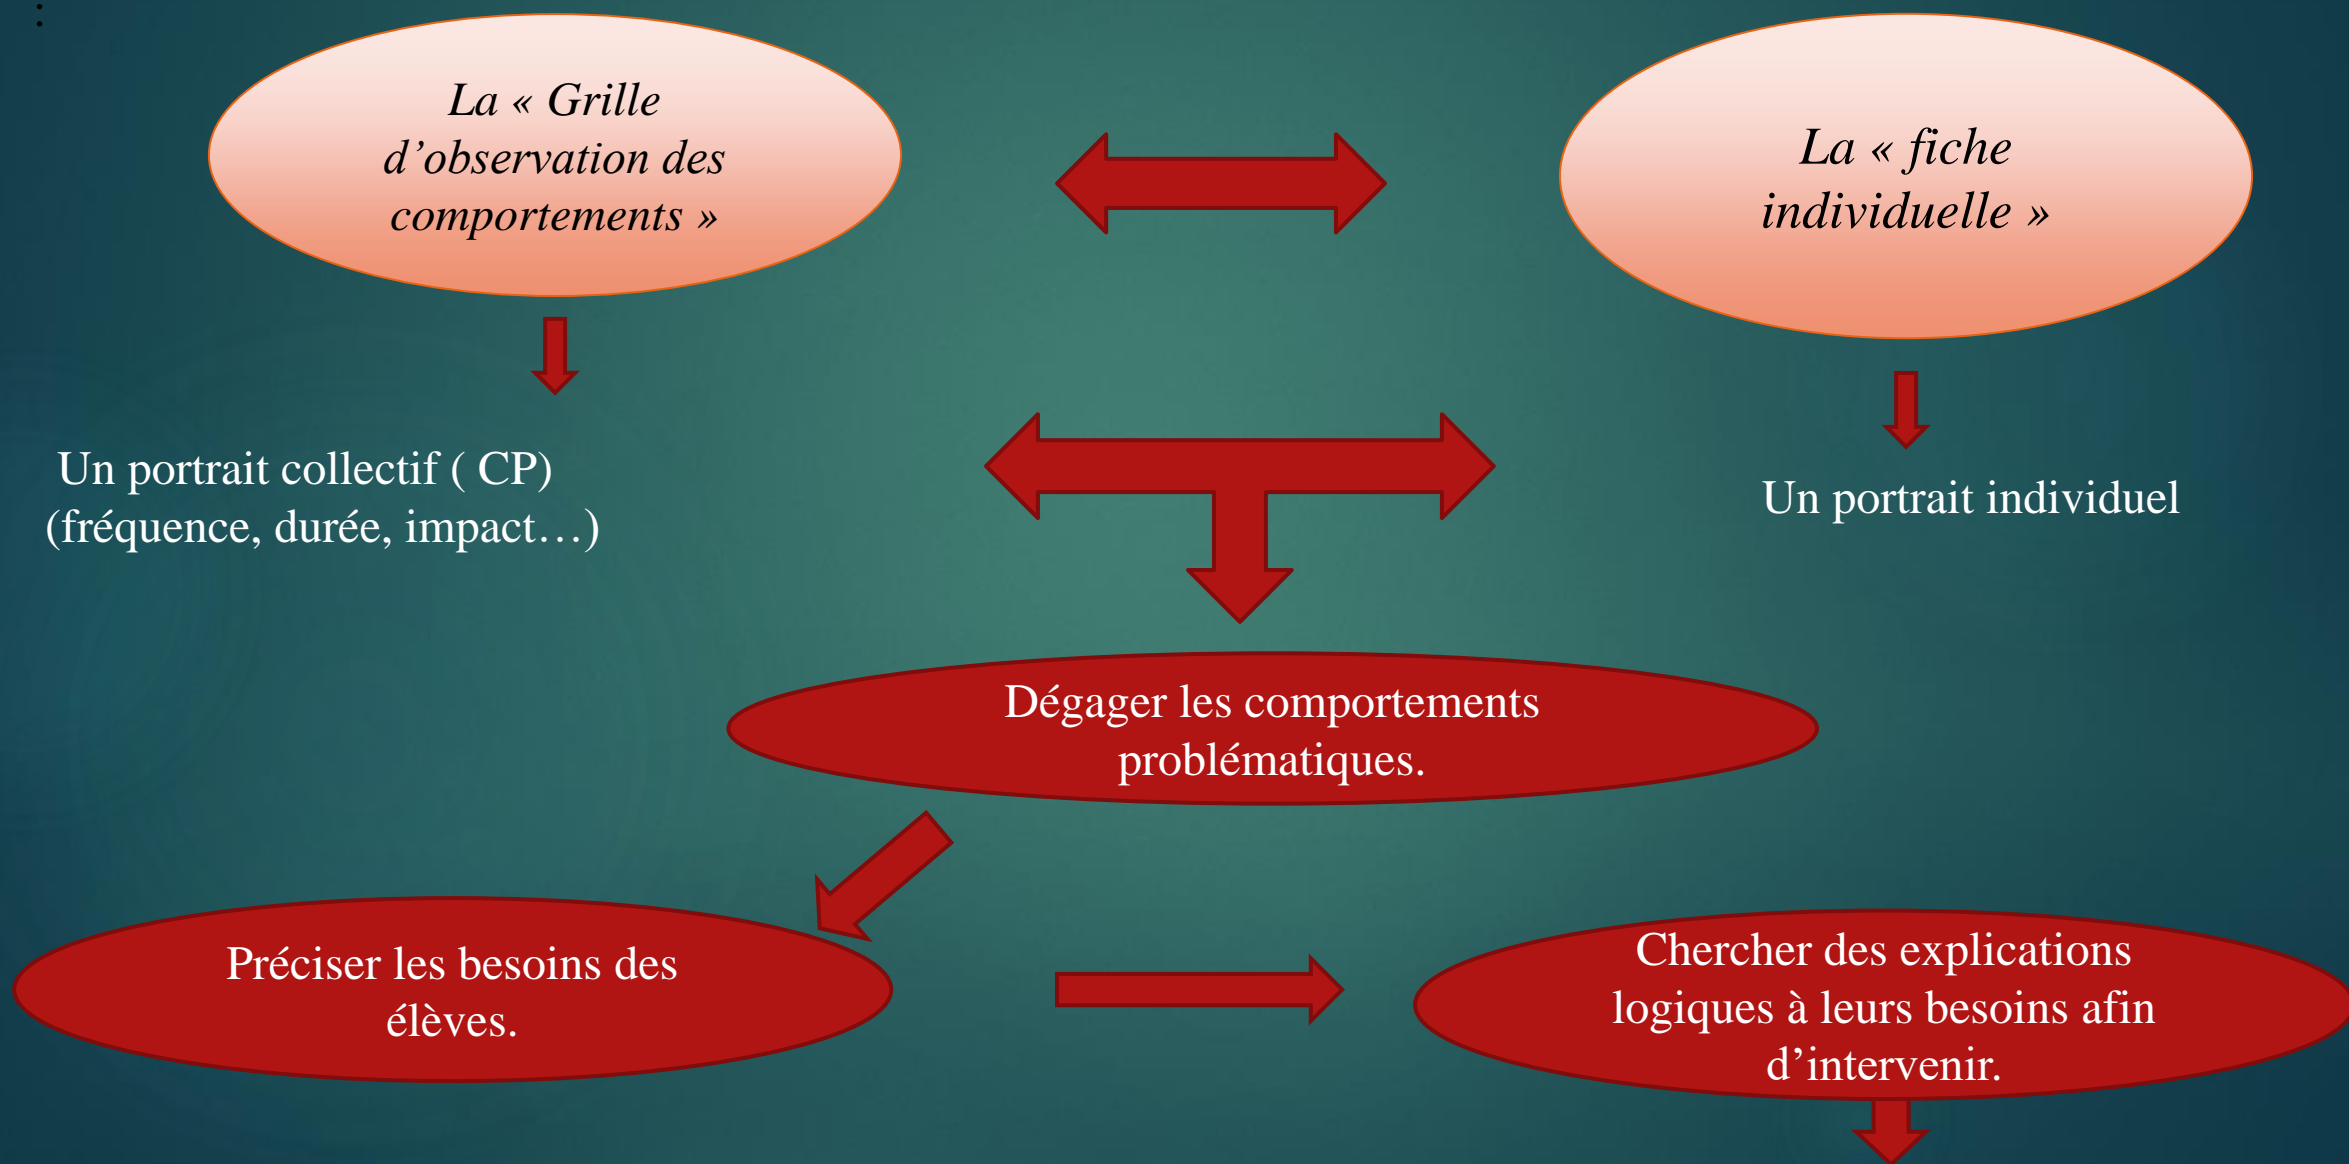 :
La « Grille
d’observation des
comportements »
La « fiche
individuelle »
Un portrait collectif ( CP)
(fréquence, durée, impact…)
Un portrait individuel
Dégager les comportements
problématiques.
Préciser les besoins des
élèves.
Chercher des explications
logiques à leurs besoins afin
d’intervenir.